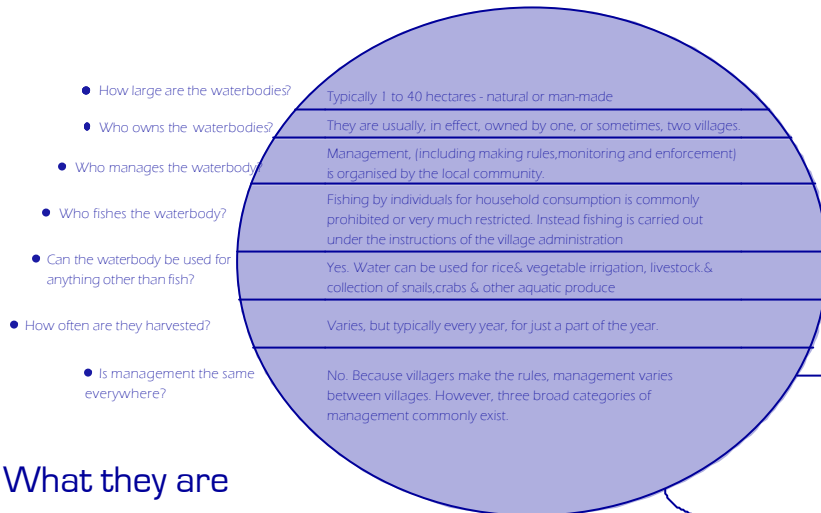 How large are the waterbodies?
Typically 1 to 40 hectares - natural or man-made
Who owns the waterbodies?
They are usually, in effect, owned by one, or sometimes, two villages.
Who manages the waterbody?
Management, (including making rules,monitoring and enforcement)
is organised by the local community.
Who fishes the waterbody?
Fishing by individuals for household consumption is commonly
prohibited or very much restricted. Instead fishing is carried out
under the instructions of the village administration
Can the waterbody be used for
anything other than fish?
Yes. Water can be used for rice& vegetable irrigation, livestock.&
collection of snails,crabs & other aquatic produce
How often are they harvested?
Varies, but typically every year, for just a part of the year.
Is management the same
everywhere?
No. Because villagers make the rules, management varies
between villages. However, three broad categories of
management commonly exist.
What they are